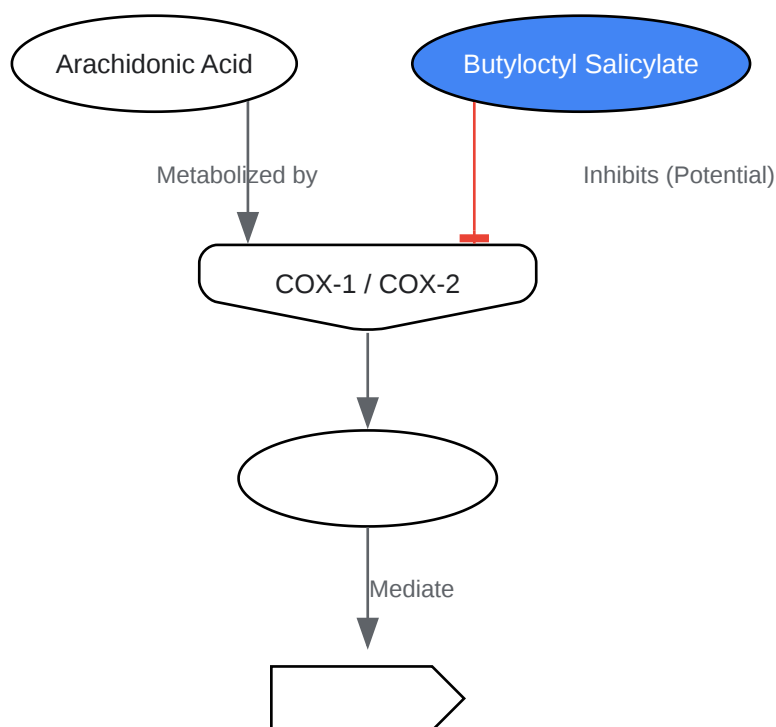 Arachidonic Acid
Butyloctyl Salicylate
Metabolized by
Inhibits (Potential)
COX-1 / COX-2
Mediate